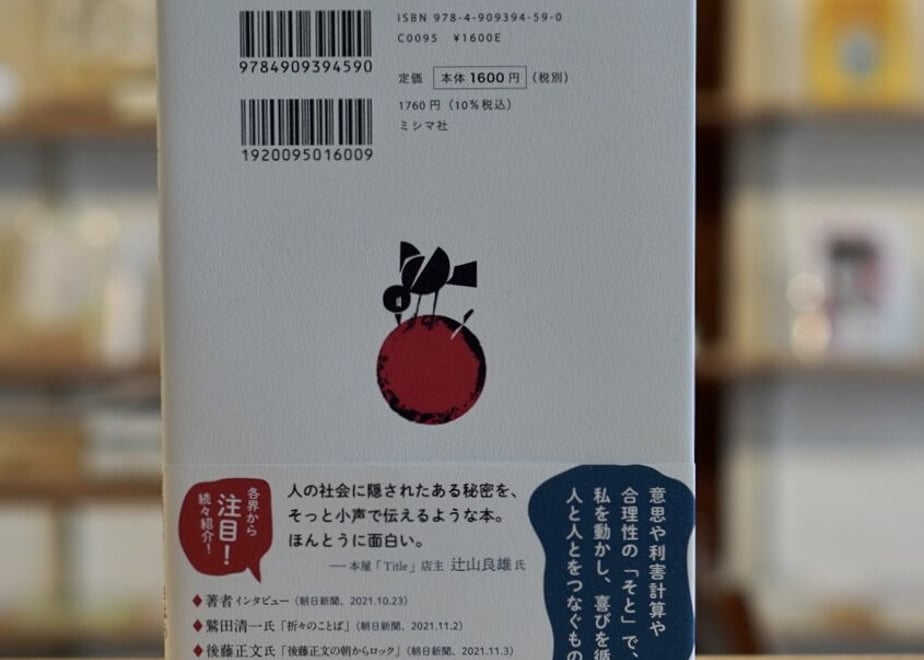 ISBN 978-4-909394-59-0
C0095 ¥1600E
9784909394590
定価 本体1600円（税別）
1760円（10%税込）
ミシマ社
1920095016009
各界から
注目！
続々紹介！
人の社会に隠されたある秘密を、
そっと小声で伝えるような本。
ほんとうに面白い。
──本屋「Title」店主 辻山良雄氏
♦著者インタビュー（朝日新聞、2021.10.23）
♦鷲田清一氏「折々のことば」（朝日新聞、2021.11.2）
♦後藤正文氏「後藤正文の朝からロック」（朝日新聞、2021.11.3）
意思や利害計算や
合理性の「そと」で、
私を動かし、喜びを循
人と人とをつなぐもの